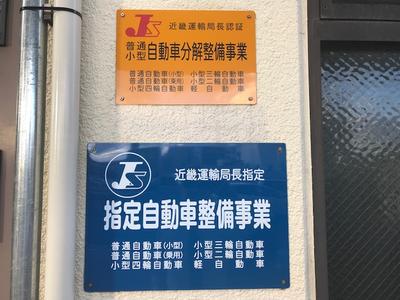 JS 近畿運輸局長認証
普通
小型 自動車分解整備事業
普通自動車(小型) 小型三輪自動車
普通自動車(乗用) 小型二輪自動車
小型四輪自動車 軽自動車
JS 近畿運輸局長指定
指定自動車整備事業
普通自動車(小型) 小型三輪自動車
普通自動車(乗用) 小型二輪自動車
小型四輪自動車 軽自動車